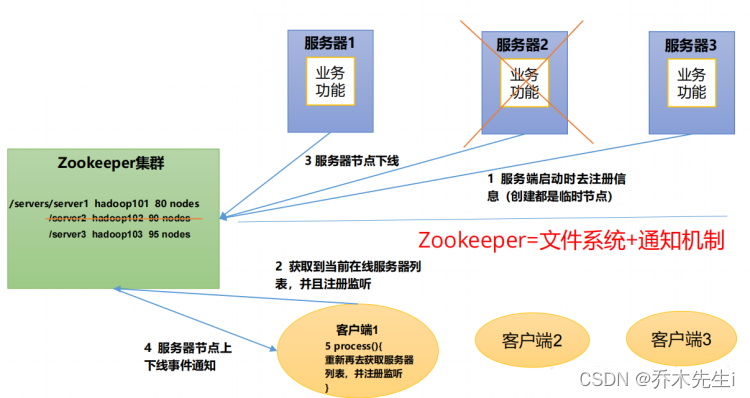 服务器1
服务器2
服务器3
业务
功能
业务
功能
业务
功能
Zookeeper集群
3 服务器节点下线
1 服务端启动时去注册信
息（创建都是临时节点）
/servers/server1 hadoop101 80 nodes
/server2 hadoop102 90 nodes
/server3 hadoop103 95 nodes
Zookeeper=文件系统+通知机制
2 获取到当前在线服务器列
表，并且注册监听
4 服务器节点上
下线事件通知
客户端1
5 process(){
重新再去获取服务器
列表，并注册监听
}
客户端2
客户端3
CSDN @乔木先生i